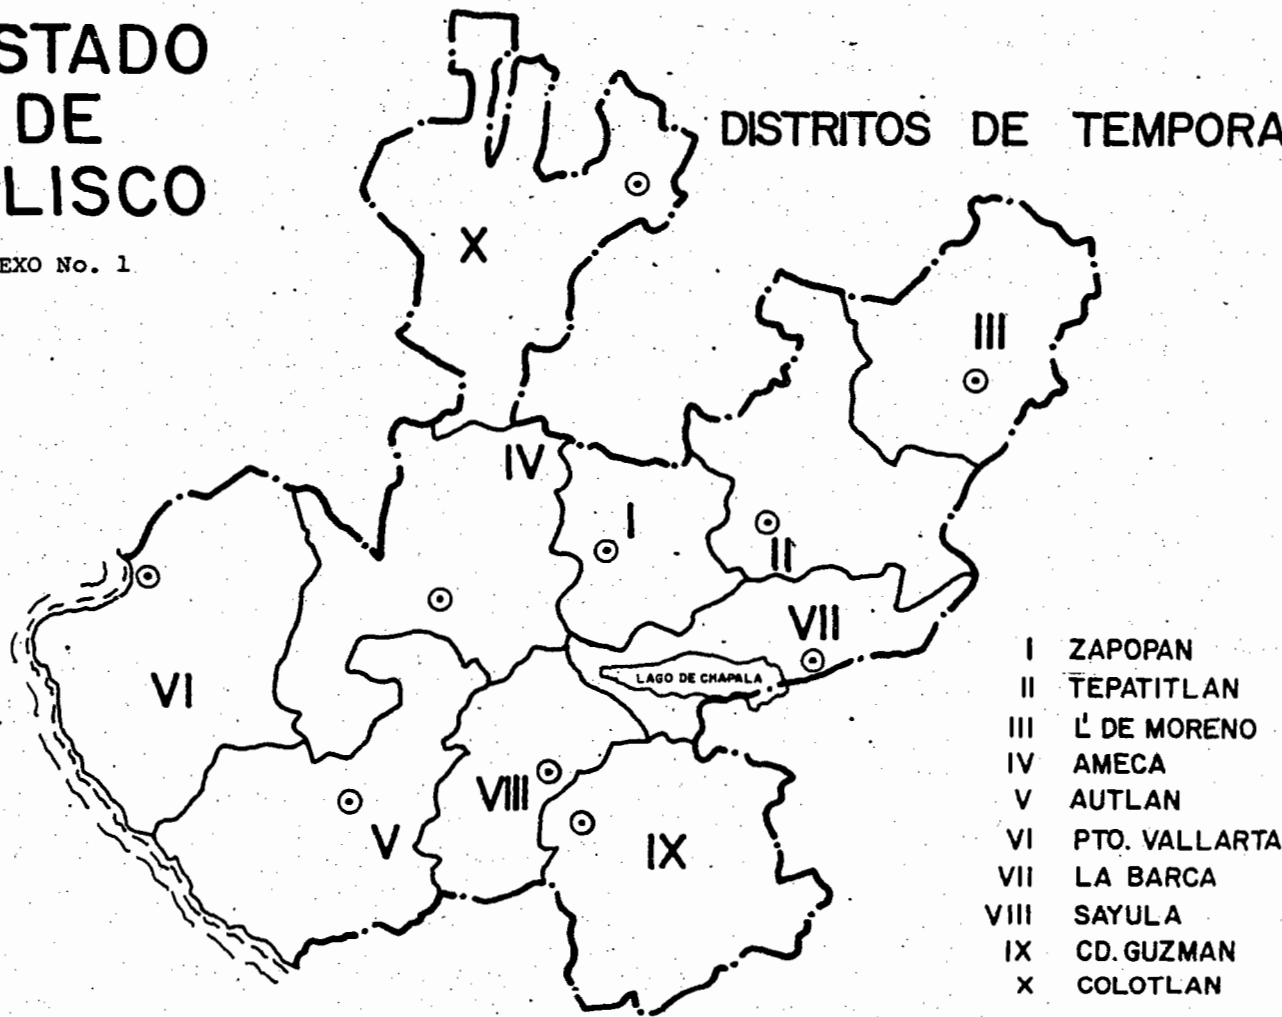 STADO
DE
LISCO
EXO No. 1
DISTRITOS DE TEMPORA
X
III
IV
I
II
VII
LAGO DE CHAPALA
VI
VIII
V
IX
I ZAPOPAN
II TEPATITLAN
III L' DE MORENO
IV AMECA
V AUTLAN
VI PTO. VALLARTA
VII LA BARCA
VIII SAYULA
IX CD. GUZMAN
X COLOTLAN